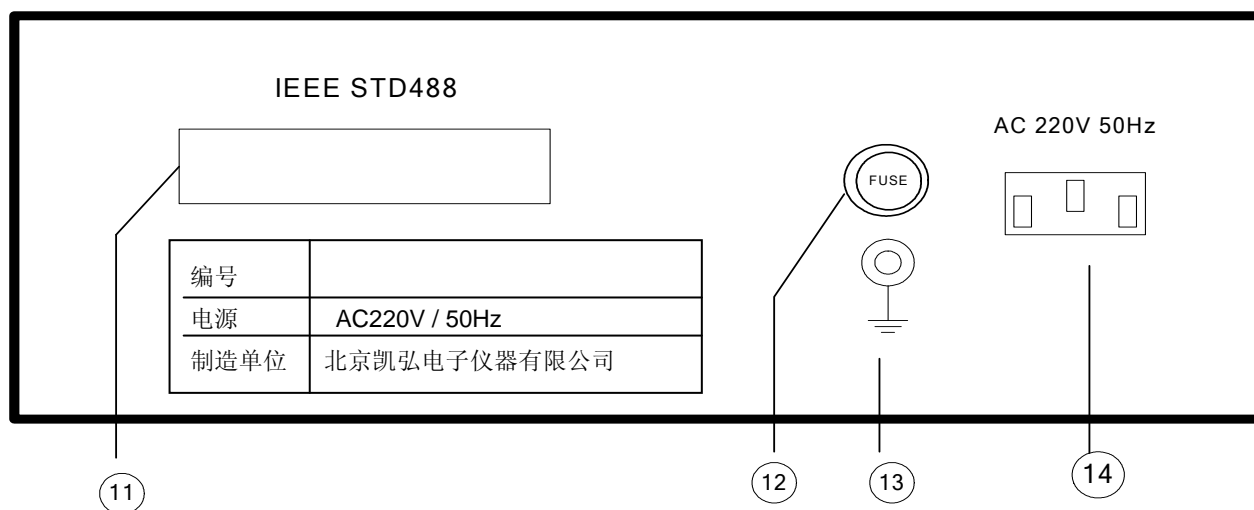 IEEE STD488
AC 220V 50Hz
FUSE
编号
电源 AC220V / 50Hz
制造单位 北京凯弘电子仪器有限公司
11
12
13
14